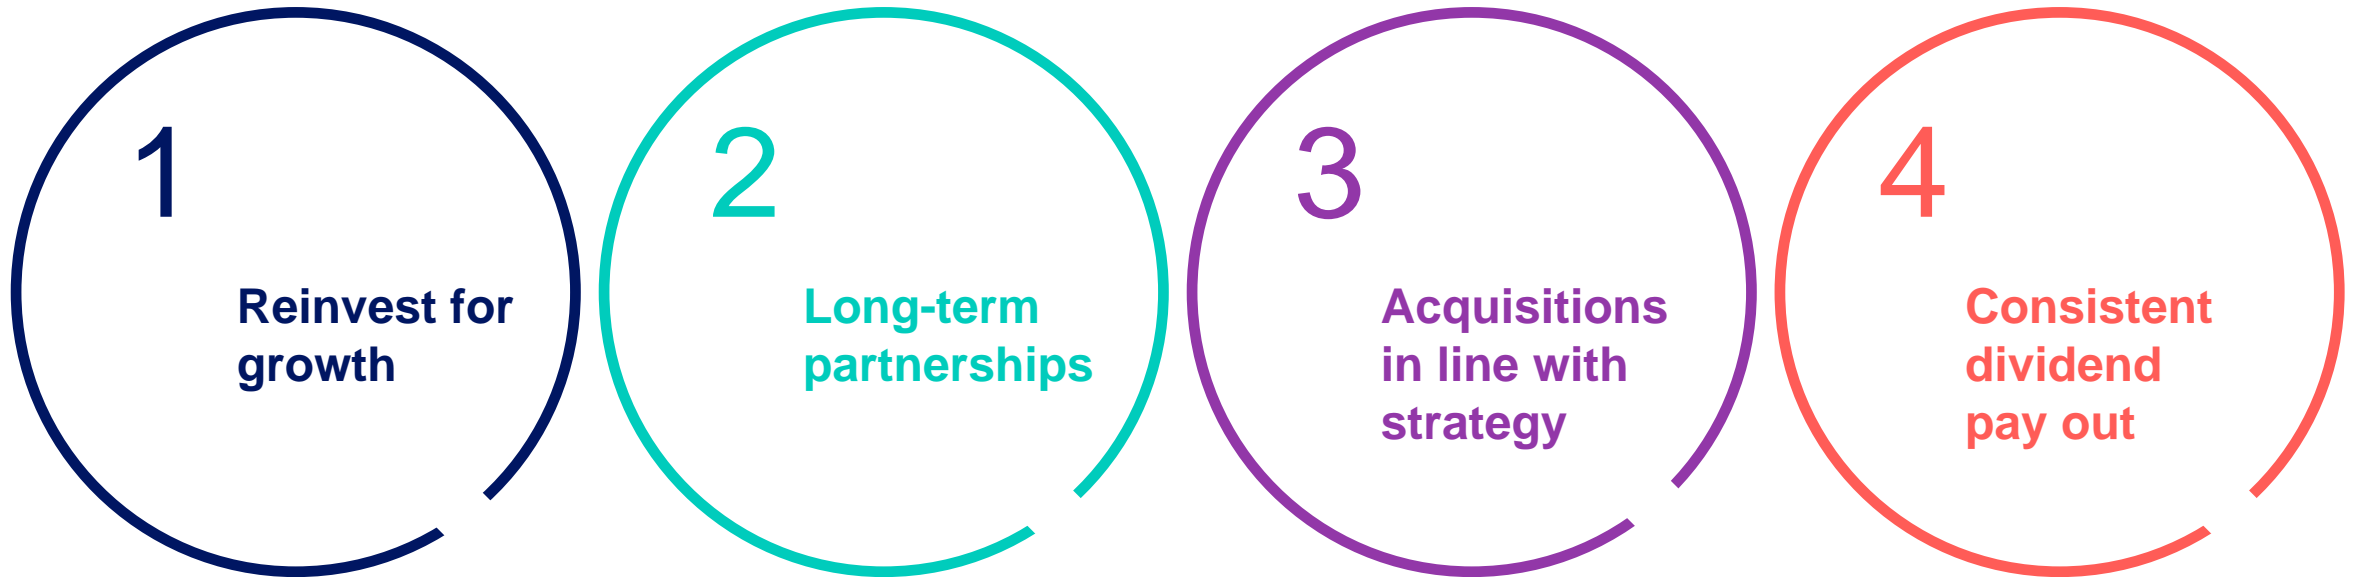 1
Reinvest for
growth
2
Long-term
partnerships
3
Acquisitions
in line with
strategy
4
Consistent
dividend
pay out